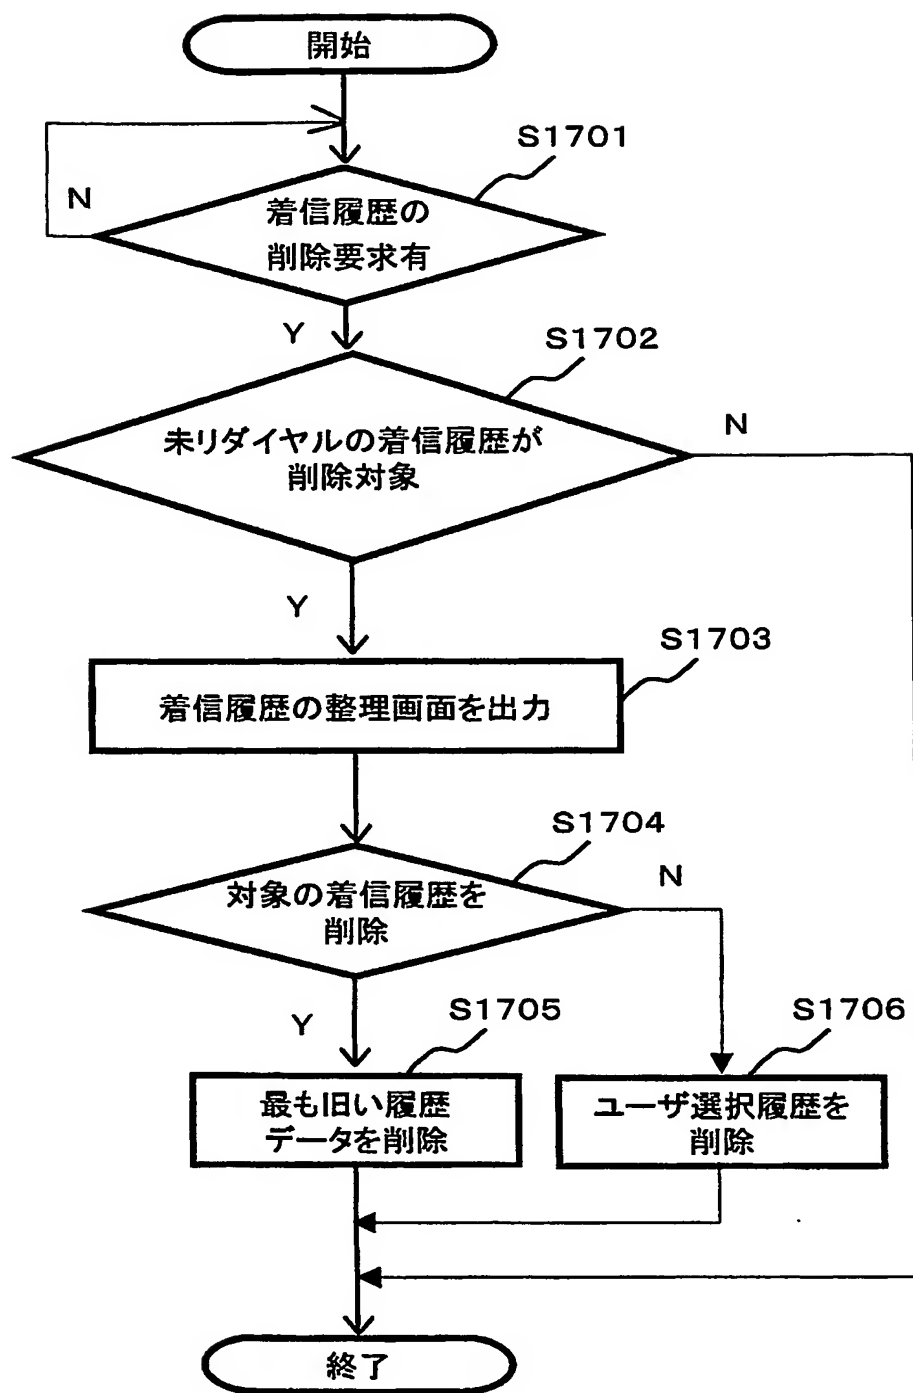 開始
S1701
N
着信履歴の
削除要求有
Y
S1702
未リダイヤルの着信履歴が
削除対象
N
Y
S1703
着信履歴の整理画面を出力
S1704
対象の着信履歴を
削除
N
Y
S1705
S1706
最も旧い履歴
データを削除
ユーザ選択履歴を
削除
終了